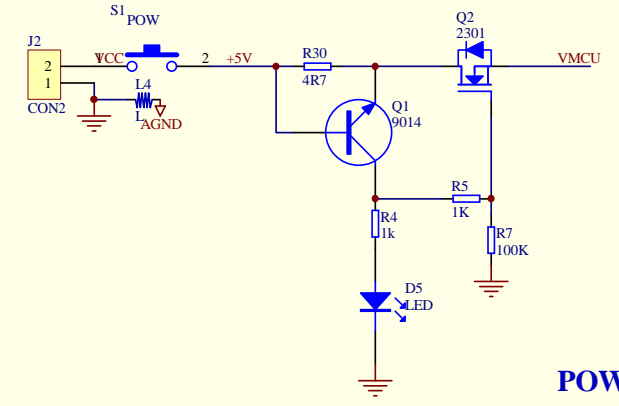 S1
POW
J2
VCC
2
+5V
2
1
CON2
L4
L
AGND
R30
4R7
Q1
9014
Q2
2301
VMCU
R5
1K
R4
1k
R7
100K
D5
LED
POW